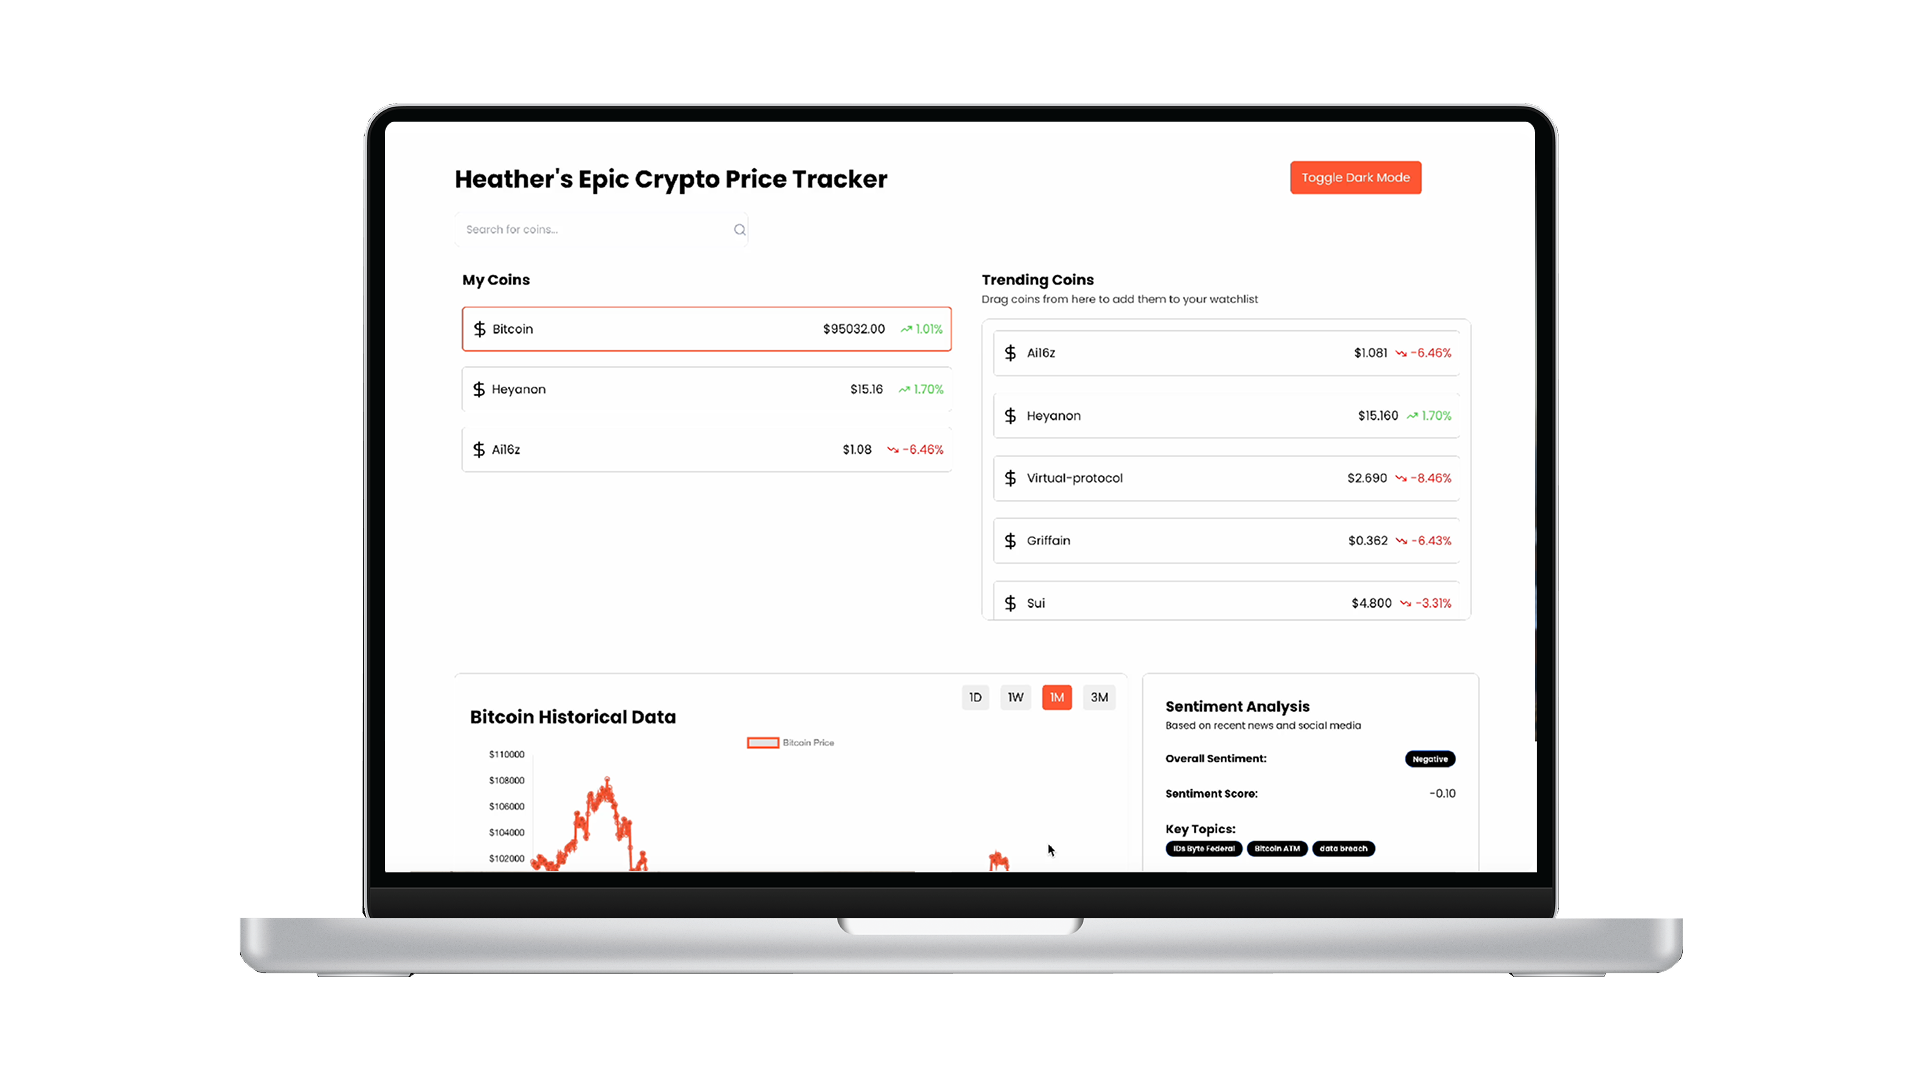 Heather's Epic Crypto Price Tracker
Toggle Dark Mode
Search for coins...
My Coins
Bitcoin $95032.00 1.01%
Heyanon $15.16 1.70%
Ai16z $1.08 -6.46%
Trending Coins
Drag coins from here to add them to your watchlist
Ai16z $1.081 -6.46%
Heyanon $15.160 1.70%
Virtual-protocol $2.690 -8.46%
Griffain $0.362 -6.43%
Sui $4.800 -3.31%
1D 1W 1M 3M
Bitcoin Historical Data
Bitcoin Price
$110000
$108000
$106000
$104000
$102000
Sentiment Analysis
Based on recent news and social media
Overall Sentiment: Negative
Sentiment Score: -0.10
Key Topics:
IDs Byte Federal Bitcoin ATM data breach